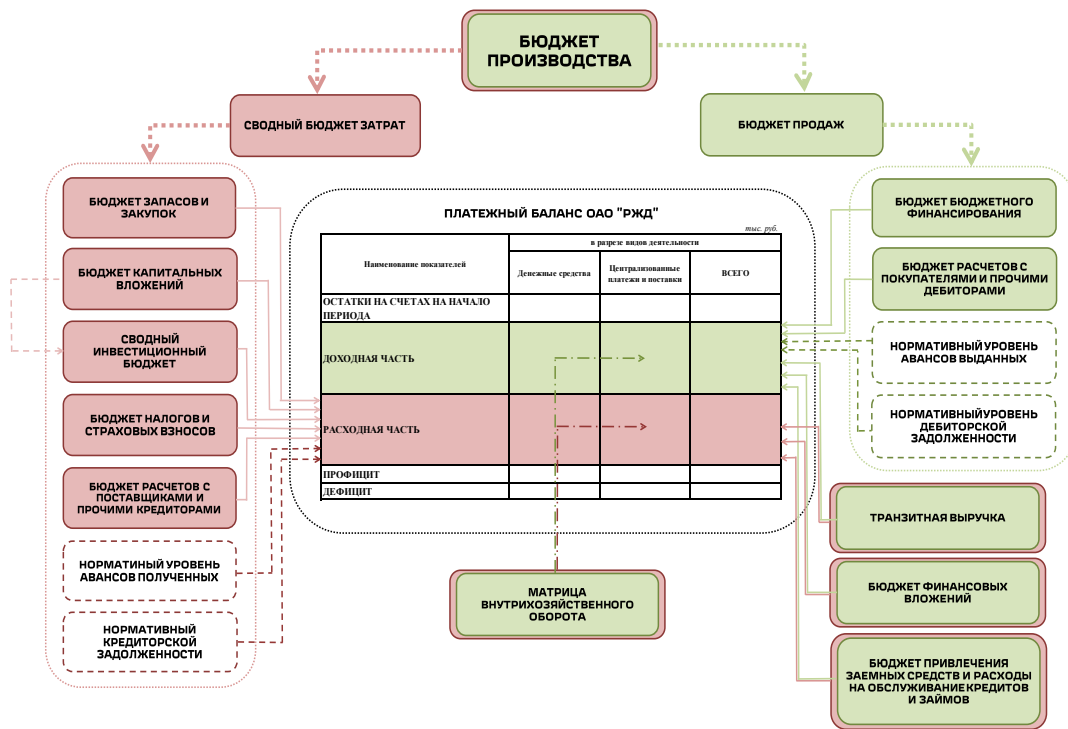 БЮДЖЕТ
ПРОИЗВОДСТВА
СВОДНЫЙ БЮДЖЕТ ЗАТРАТ
БЮДЖЕТ ПРОДАЖ
БЮДЖЕТ ЗАПАСОВ И
ЗАКУПОК
БЮДЖЕТ КАПИТАЛЬНЫХ
ВЛОЖЕНИЙ
СВОДНЫЙ
ИНВЕСТИЦИОННЫЙ
БЮДЖЕТ
БЮДЖЕТ НАЛОГОВ И
СТРАХОВЫХ ВЗНОСОВ
БЮДЖЕТ РАСЧЕТОВ С
ПОСТАВЩИКАМИ И
ПРОЧИМИ КРЕДИТОРАМИ
НОРМАТИНЫЙ УРОВЕНЬ
АВАНСОВ ПОЛУЧЕННЫХ
НОРМАТИВНЫЙ
КРЕДИТОРСКОЙ
ЗАДОЛЖЕННОСТИ
ПЛАТЕЖНЫЙ БАЛАНС ОАО "РЖД"
тыс. руб.
Наименование показателей
в разрезе видов деятельности
Денежные средства
Централизованные
платежи и поставки
ВСЕГО
ОСТАТКИ НА СЧЕТАХ НА НАЧАЛО
ПЕРИОДА
ДОХОДНАЯ ЧАСТЬ
РАСХОДНАЯ ЧАСТЬ
ПРОФИЦИТ
ДЕФИЦИТ
МАТРИЦА
ВНУТРИХОЗЯЙСТВЕННОГО
ОБОРОТА
БЮДЖЕТ БЮДЖЕТНОГО
ФИНАНСИРОВАНИЯ
БЮДЖЕТ РАСЧЕТОВ С
ПОКУПАТЕЛЯМИ И ПРОЧИМИ
ДЕБИТОРАМИ
НОРМАТИВНЫЙ УРОВЕНЬ
АВАНСОВ ВЫДАННЫХ
НОРМАТИВНЫЙ УРОВЕНЬ
ДЕБИТОРСКОЙ
ЗАДОЛЖЕННОСТИ
ТРАНЗИТНАЯ ВЫРУЧКА
БЮДЖЕТ ФИНАНСОВЫХ
ВЛОЖЕНИЙ
БЮДЖЕТ ПРИВЛЕЧЕНИЯ
ЗАЕМНЫХ СРЕДСТВ И РАСХОДЫ
НА ОБСЛУЖИВАНИЕ КРЕДИТОВ
И ЗАЙМОВ